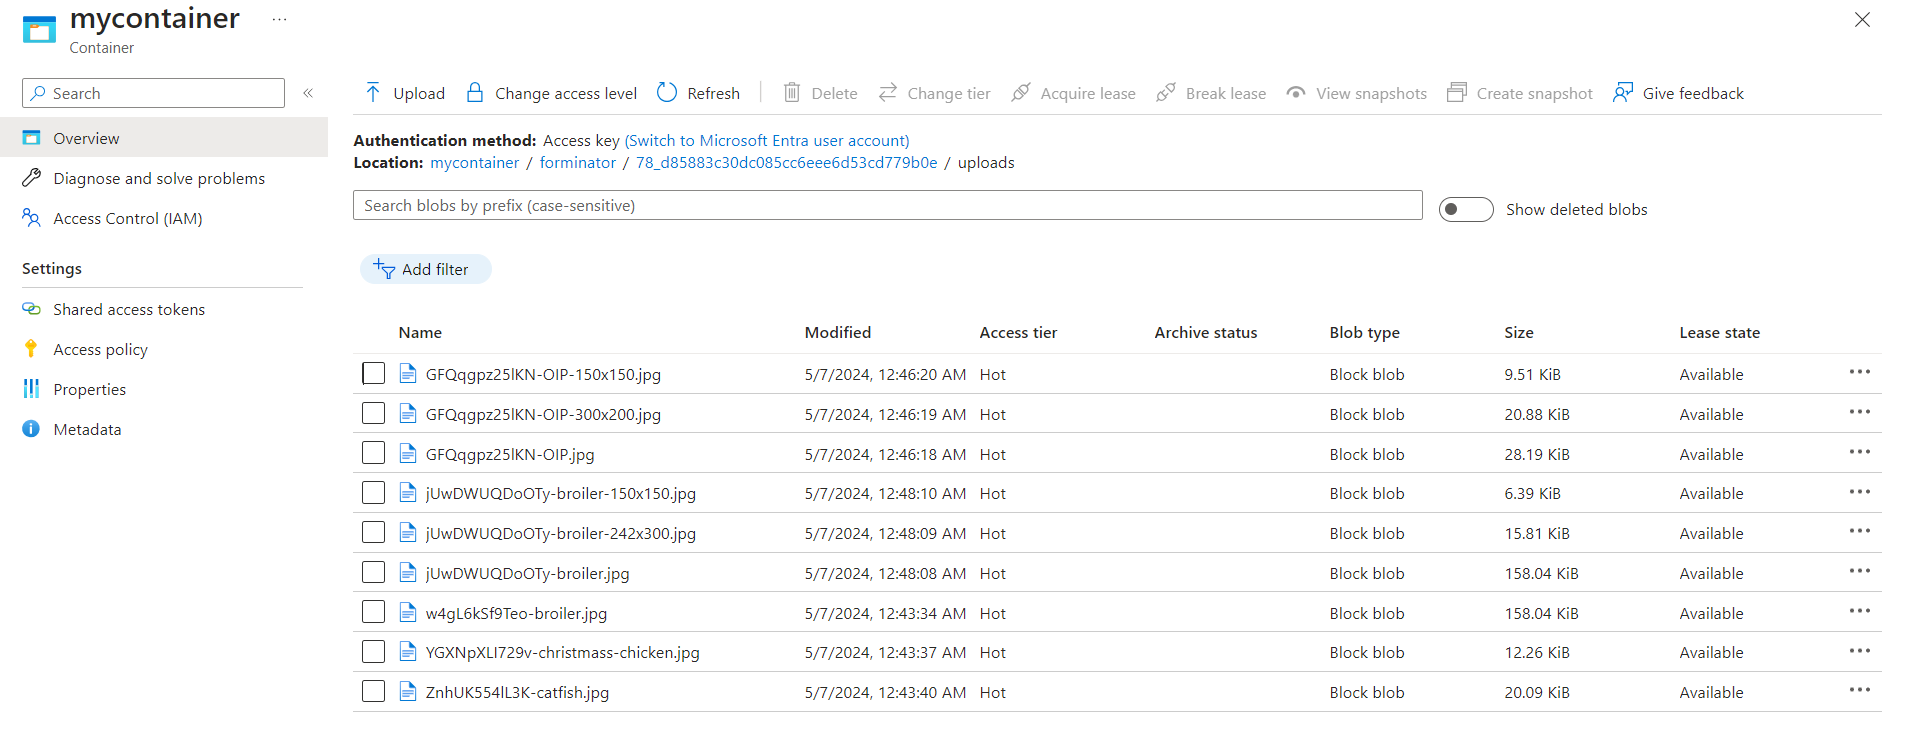 mycontainer ...
Container
Search «
Upload Change access level Refresh Delete Change tier Acquire lease Break lease View snapshots Create snapshot Give feedback
Overview
Diagnose and solve problems
Access Control (IAM)
Settings
Shared access tokens
Access policy
Properties
Metadata
Authentication method: Access key (Switch to Microsoft Entra user account)
Location: mycontainer / forminator / 78_d85883c30dc085cc6eee6d53cd779b0e / uploads
Search blobs by prefix (case-sensitive) Show deleted blobs
Add filter
Name Modified Access tier Archive status Blob type Size Lease state
GFQqgpz25lKN-OIP-150x150.jpg 5/7/2024, 12:46:20 AM Hot Block blob 9.51 KiB Available ...
GFQqgpz25lKN-OIP-300x200.jpg 5/7/2024, 12:46:19 AM Hot Block blob 20.88 KiB Available ...
GFQqgpz25lKN-OIP.jpg 5/7/2024, 12:46:18 AM Hot Block blob 28.19 KiB Available ...
jUwDWUQDoOTy-broiler-150x150.jpg 5/7/2024, 12:48:10 AM Hot Block blob 6.39 KiB Available ...
jUwDWUQDoOTy-broiler-242x300.jpg 5/7/2024, 12:48:09 AM Hot Block blob 15.81 KiB Available ...
jUwDWUQDoOTy-broiler.jpg 5/7/2024, 12:48:08 AM Hot Block blob 158.04 KiB Available ...
w4gL6kSf9Teo-broiler.jpg 5/7/2024, 12:43:34 AM Hot Block blob 158.04 KiB Available ...
YGXNpXLI729v-christmass-chicken.jpg 5/7/2024, 12:43:37 AM Hot Block blob 12.26 KiB Available ...
ZnhUK554lL3K-catfish.jpg 5/7/2024, 12:43:40 AM Hot Block blob 20.09 KiB Available ...